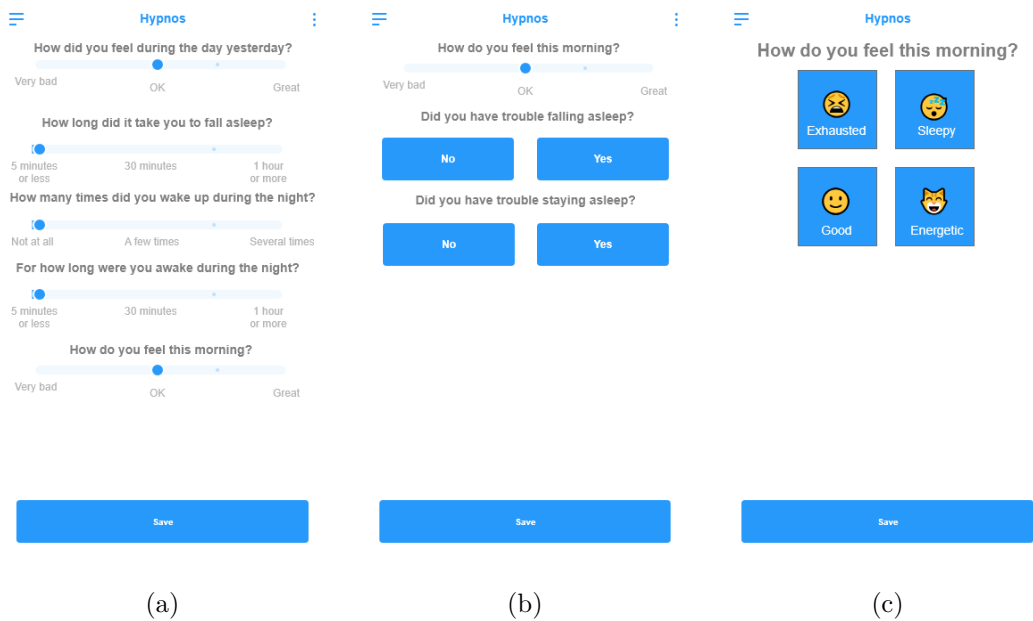 Hypnos
How did you feel during the day yesterday?
Very bad
OK
Great
How long did it take you to fall asleep?
5 minutes
or less
30 minutes
1 hour
or more
How many times did you wake up during the night?
Not at all
A few times
Several times
For how long were you awake during the night?
5 minutes
or less
30 minutes
1 hour
or more
How do you feel this morning?
Very bad
OK
Great
Save
(a)
Hypnos
How do you feel this morning?
Very bad
OK
Great
Did you have trouble falling asleep?
No
Yes
Did you have trouble staying asleep?
No
Yes
Save
(b)
Hypnos
How do you feel this morning?
Exhausted
Sleepy
Good
Energetic
Save
(c)